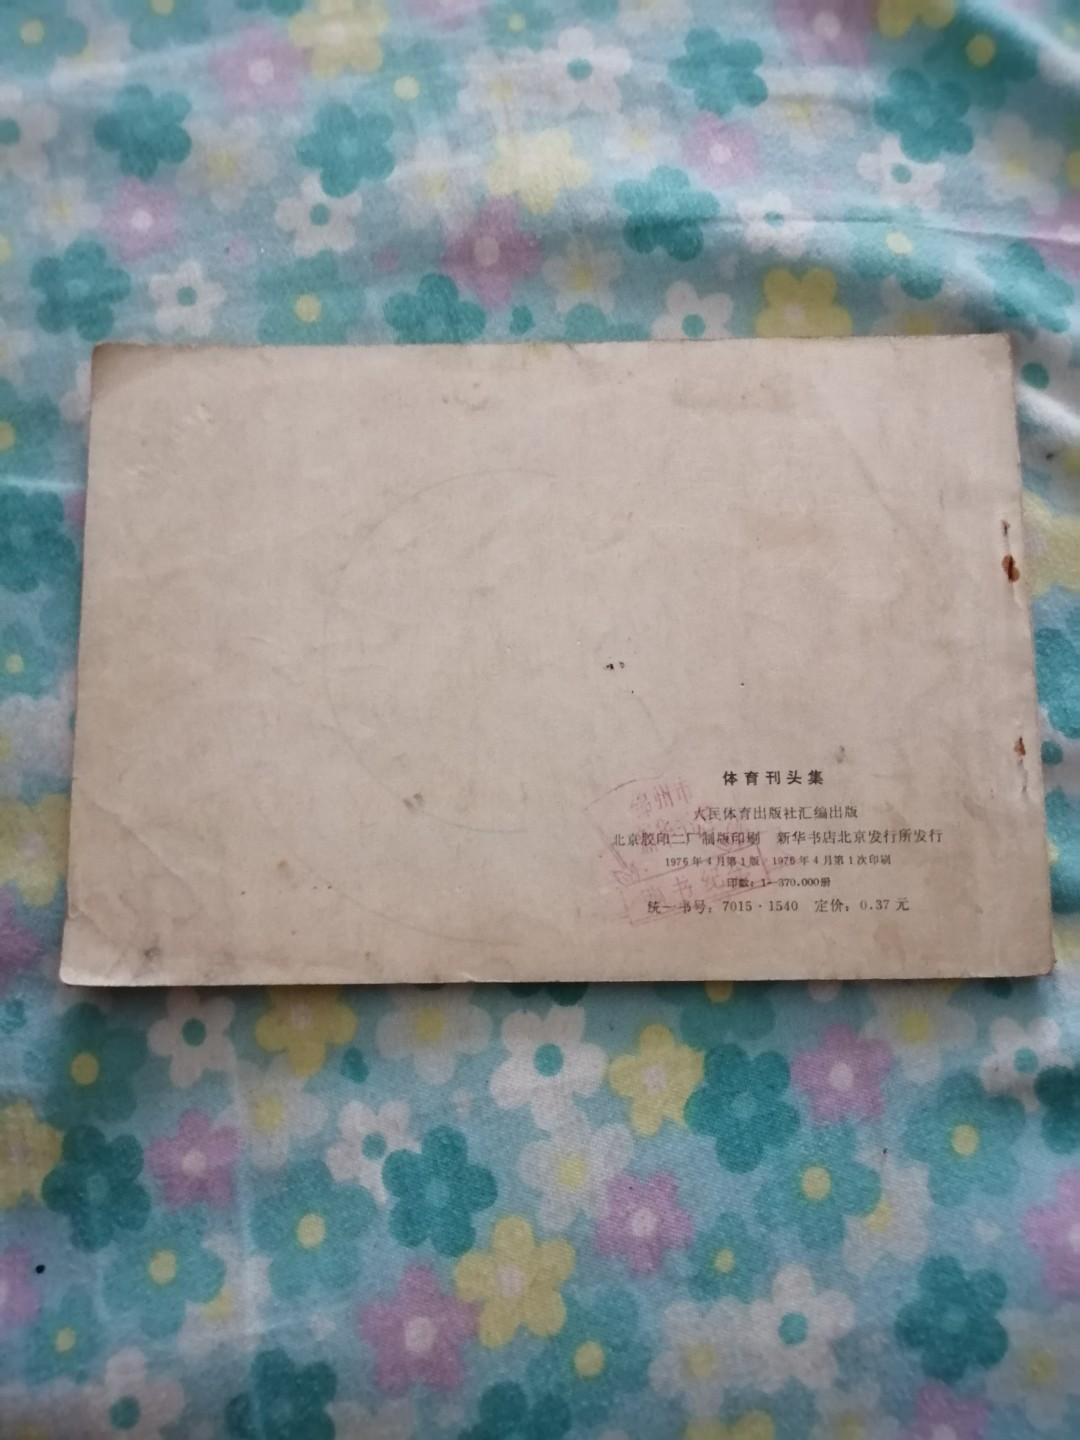 体育刊头集
人民体育出版社汇编出版
北京胶印二厂制版印刷 新华书店北京发行所发行
1976年4月第1版 1976年4月第1次印刷
印数：1—370,000册
统一书号：7015·1540 定价：0.37元
州市